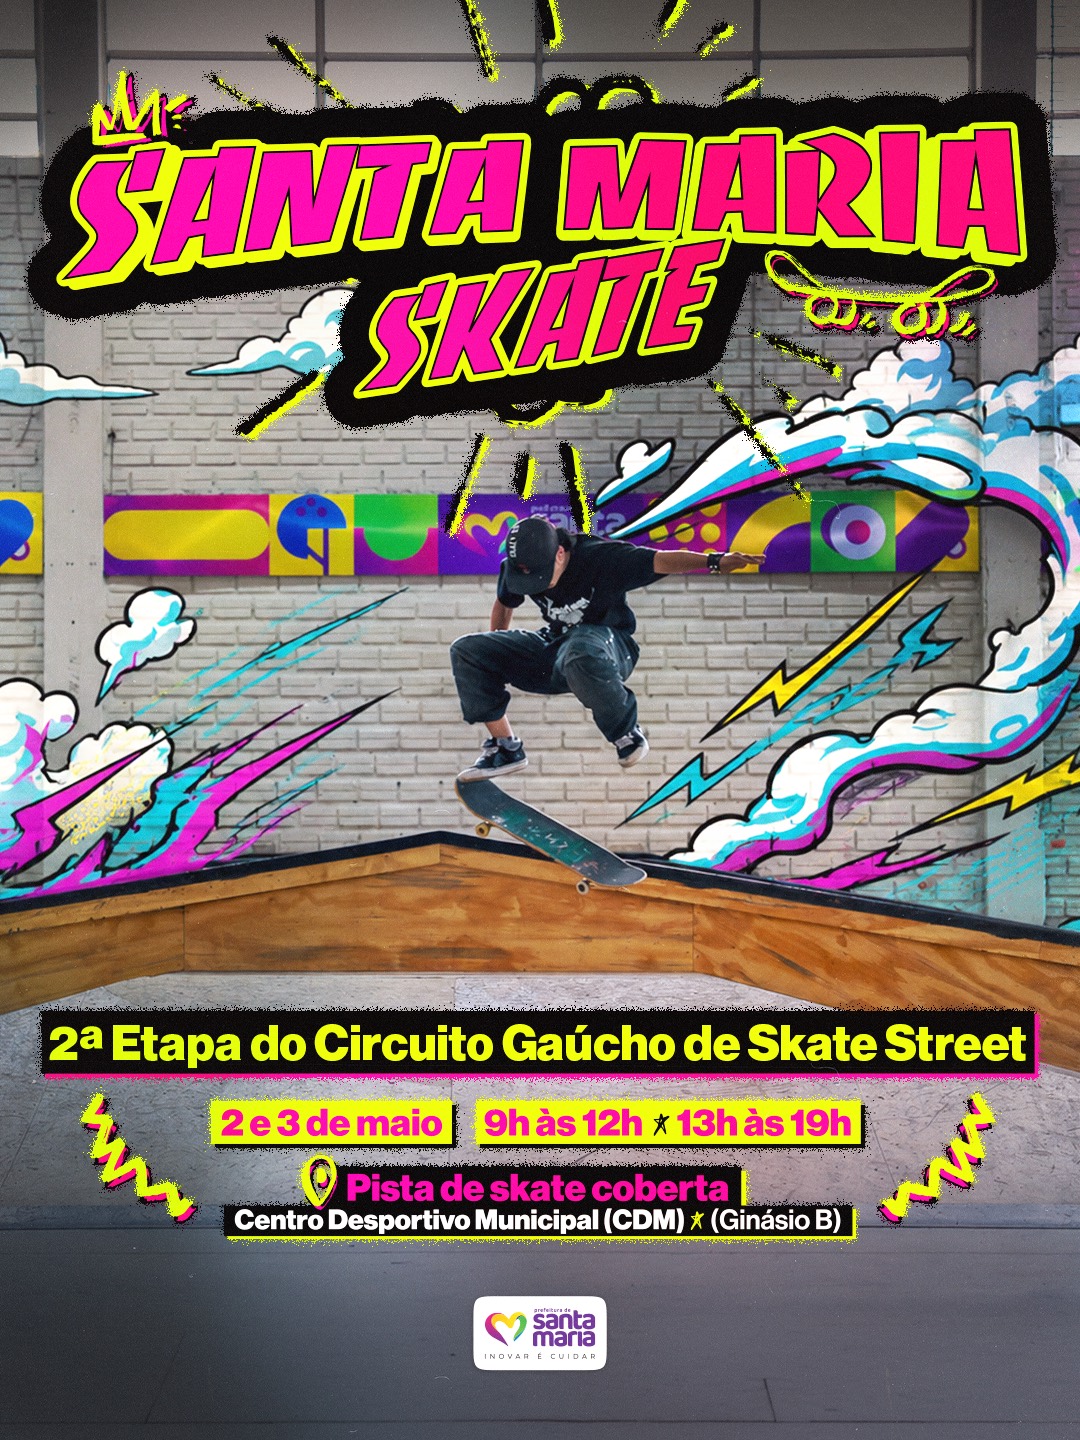 SANTA MARIA
SKATE
santa
2ª Etapa do Circuito Gaúcho de Skate Street
2 e 3 de maio 9h às 12h 13h às 19h
Pista de skate coberta
Centro Desportivo Municipal (CDM) (Ginásio B)
prefeitura de
santa
maria
INOVAR É CUIDAR